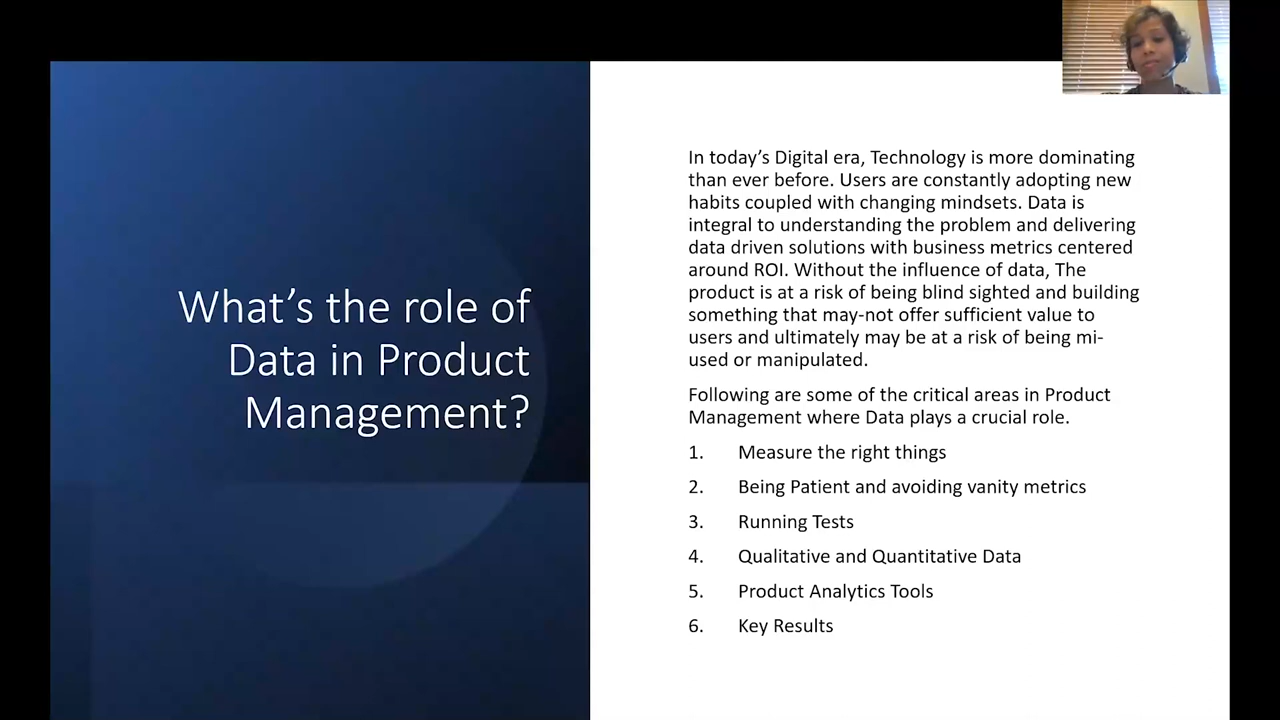 What's the role of
Data in Product
Management?
In today's Digital era, Technology is more dominating
than ever before. Users are constantly adopting new
habits coupled with changing mindsets. Data is
integral to understanding the problem and delivering
data driven solutions with business metrics centered
around ROI. Without the influence of data, The
product is at a risk of being blind sighted and building
something that may-not offer sufficient value to
users and ultimately may be at a risk of being mi-
used or manipulated.
Following are some of the critical areas in Product
Management where Data plays a crucial role.
1. Measure the right things
2. Being Patient and avoiding vanity metrics
3. Running Tests
4. Qualitative and Quantitative Data
5. Product Analytics Tools
6. Key Results